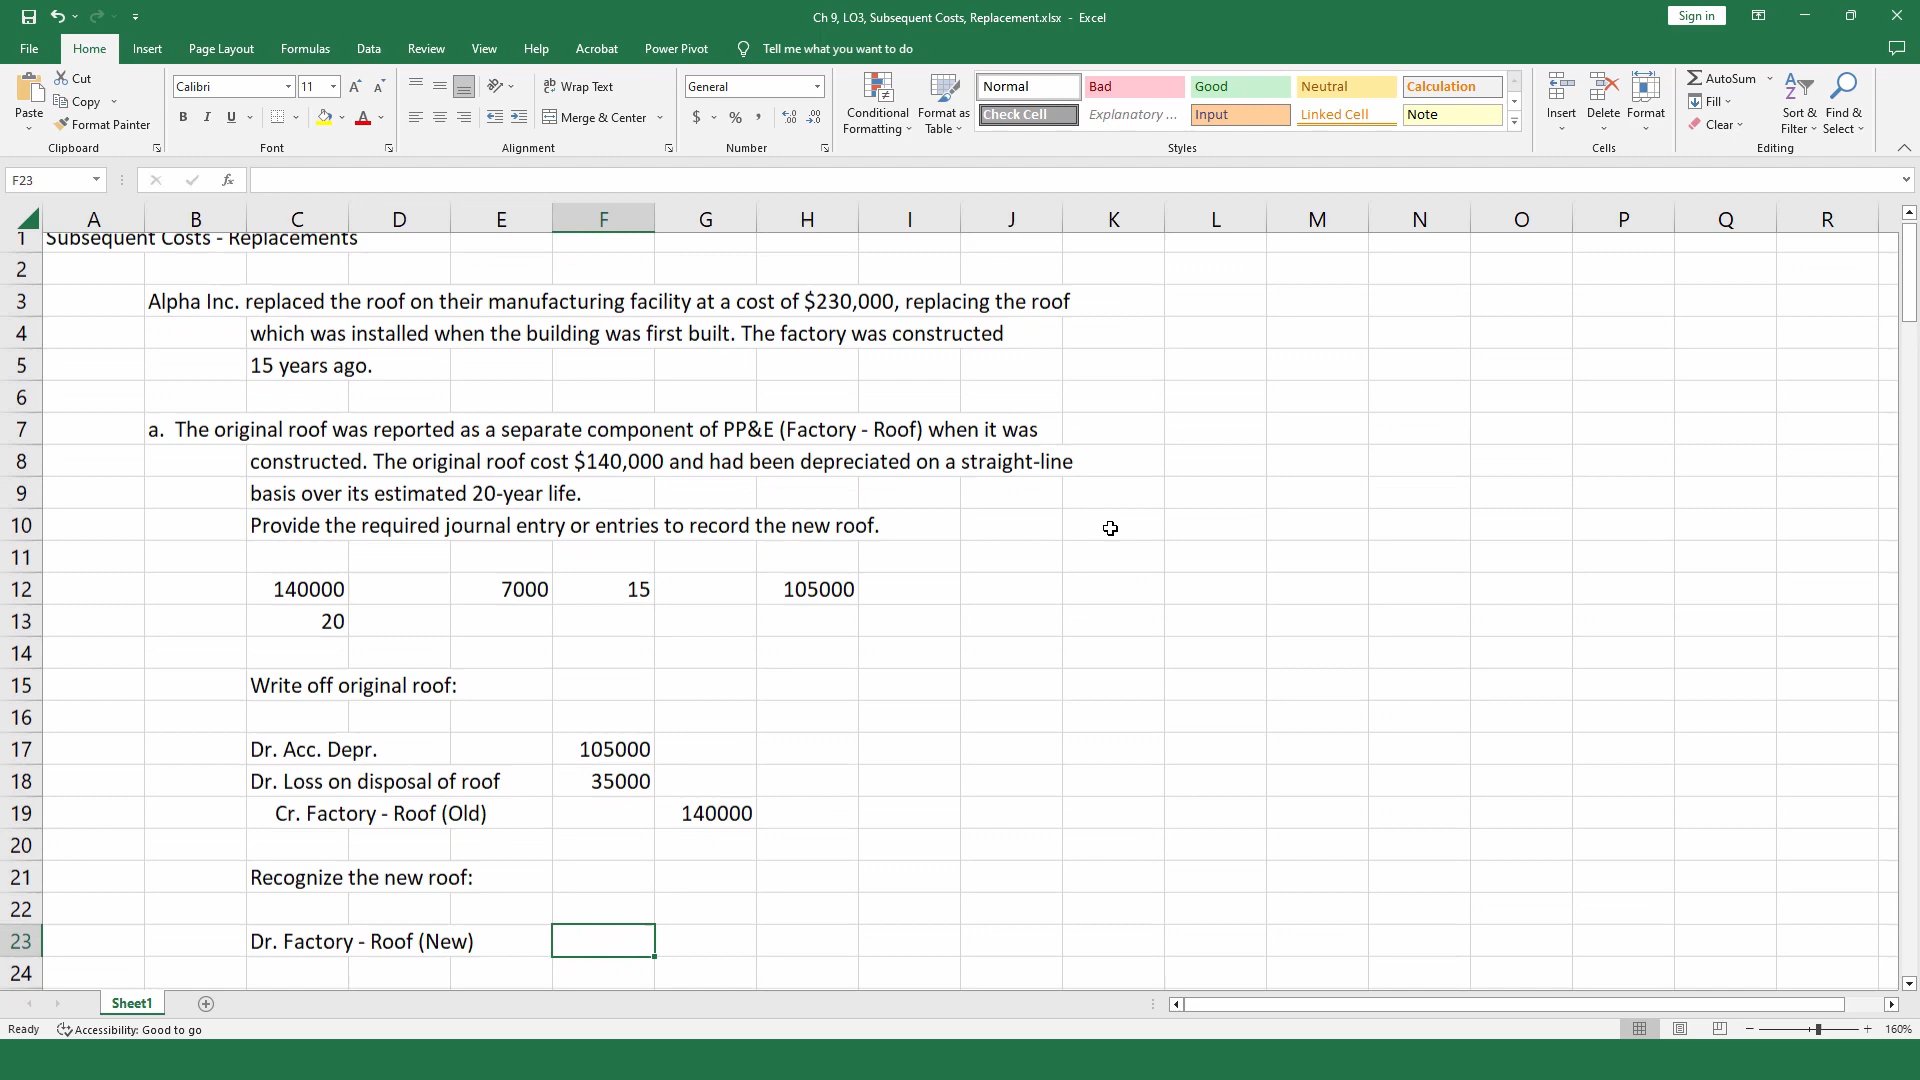 Ch 9, LO3, Subsequent Costs, Replacement.xlsx - Excel
Sign in
File Home Insert Page Layout Formulas Data Review View Help Acrobat Power Pivot Tell me what you want to do
Paste
Cut
Copy
Format Painter
Clipboard
Calibri 11
B I U
Font
Wrap Text
Merge & Center
Alignment
General
$ % ,
Number
Conditional Formatting
Format as Table
Normal Bad Good Neutral Calculation
Check Cell Explanatory ... Input Linked Cell Note
Styles
Insert Delete Format
Cells
AutoSum
Fill
Clear
Sort & Filter
Find & Select
Editing
F23
fx
A B C D E F G H I J K L M N O P Q R
1 Subsequent Costs - Replacements
2
3 Alpha Inc. replaced the roof on their manufacturing facility at a cost of $230,000, replacing the roof
4 which was installed when the building was first built. The factory was constructed
5 15 years ago.
6
7 a. The original roof was reported as a separate component of PP&E (Factory - Roof) when it was
8 constructed. The original roof cost $140,000 and had been depreciated on a straight-line
9 basis over its estimated 20-year life.
10 Provide the required journal entry or entries to record the new roof.
11
12 140000 7000 15 105000
13 20
14
15 Write off original roof:
16
17 Dr. Acc. Depr. 105000
18 Dr. Loss on disposal of roof 35000
19 Cr. Factory - Roof (Old) 140000
20
21 Recognize the new roof:
22
23 Dr. Factory - Roof (New)
24
Sheet1
Ready Accessibility: Good to go
160%